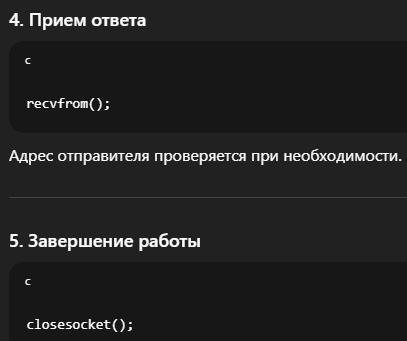 4. Прием ответа
c
recvfrom();
Адрес отправителя проверяется при необходимости.
5. Завершение работы
c
closesocket();